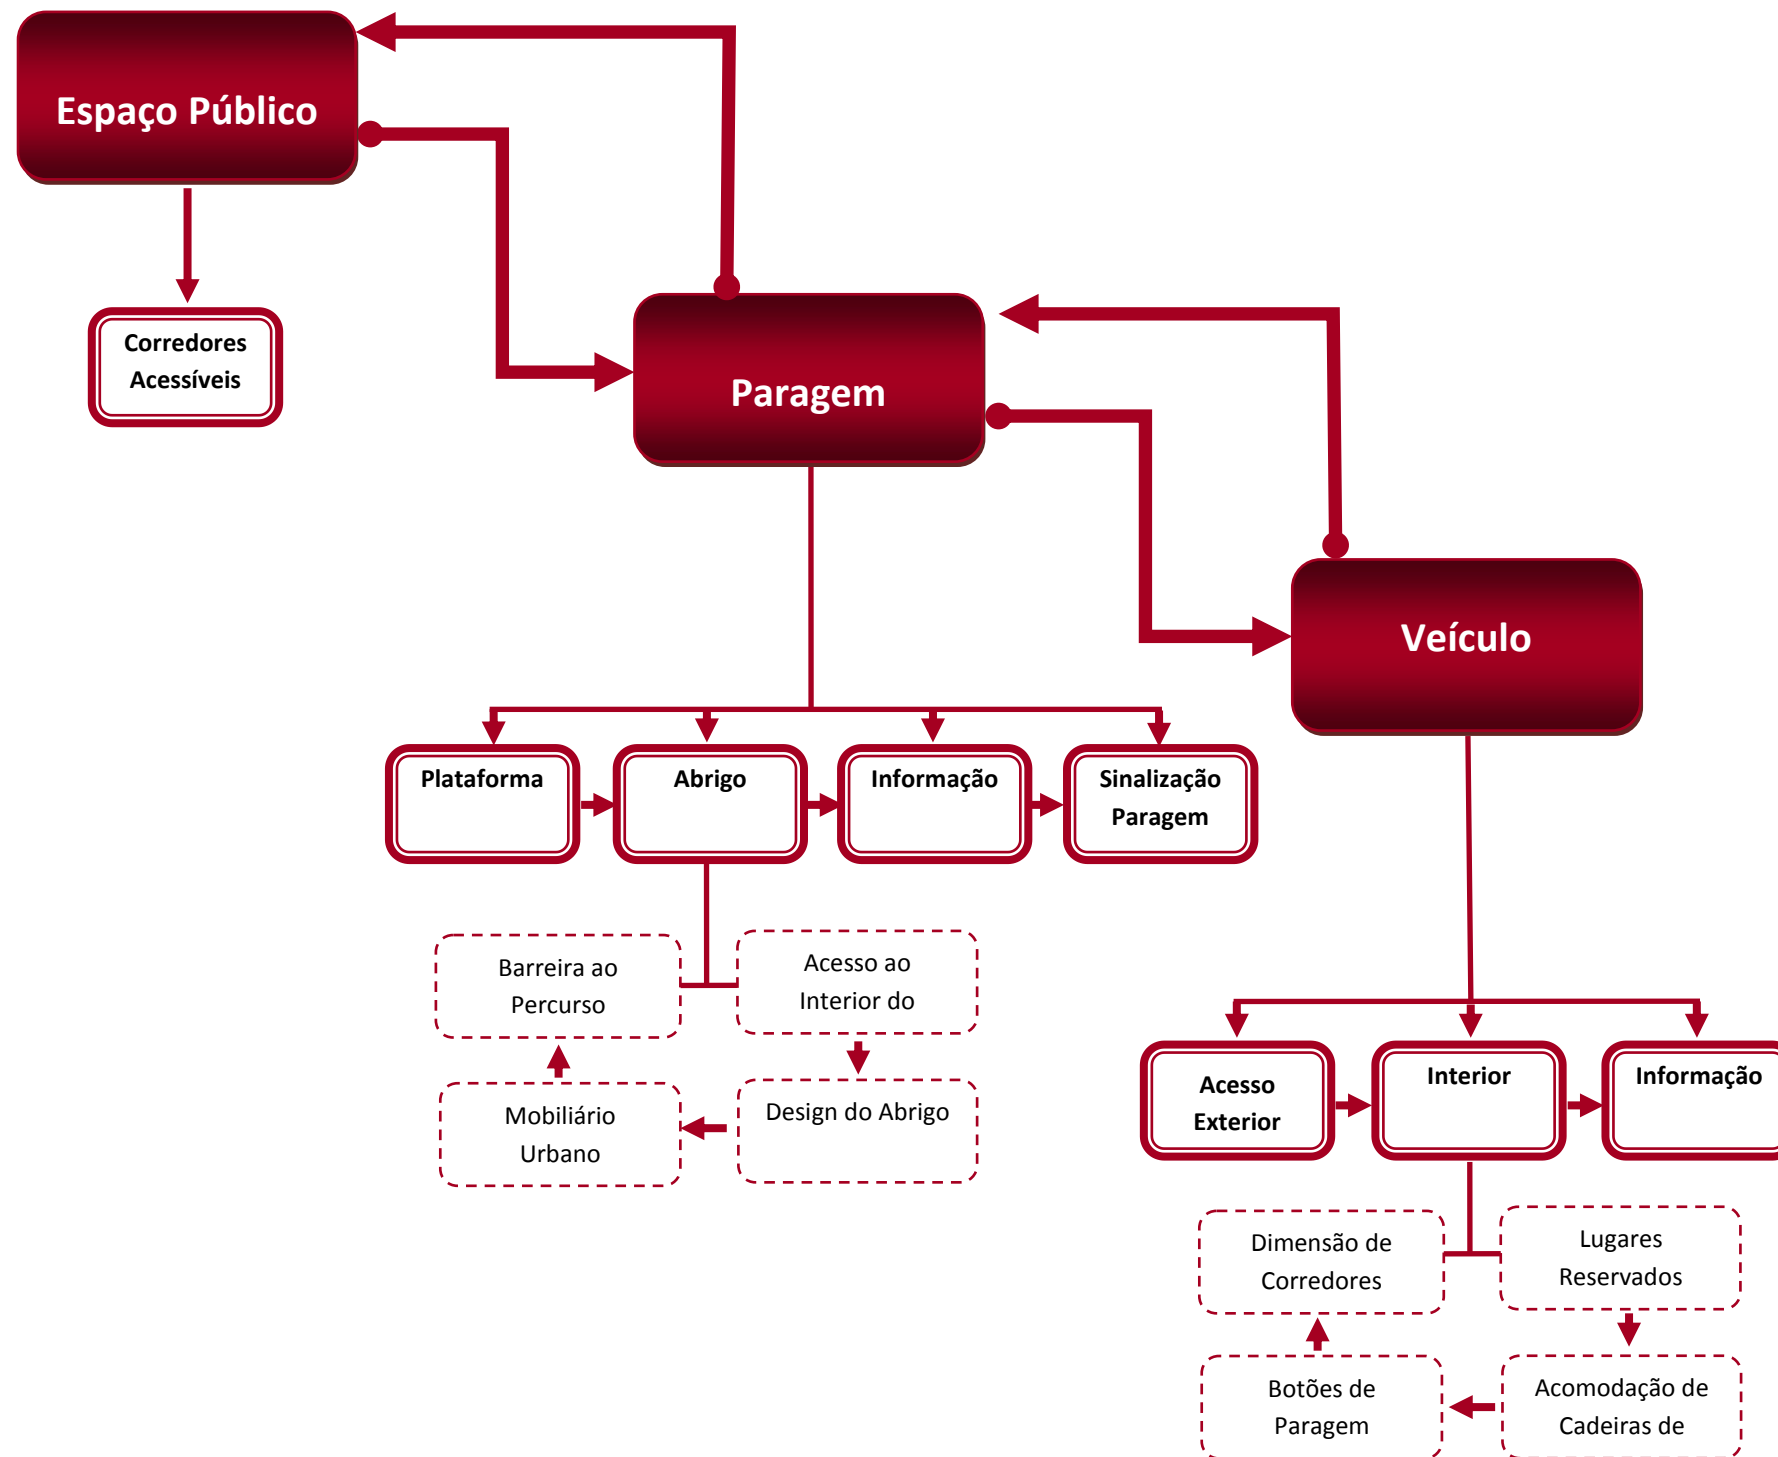 Espaço Público
Corredores
Acessíveis
Paragem
Veículo
Plataforma
Abrigo
Informação
Sinalização
Paragem
Barreira ao
Percurso
Acesso ao
Interior do
Mobiliário
Urbano
Design do Abrigo
Acesso
Exterior
Interior
Informação
Dimensão de
Corredores
Lugares
Reservados
Botões de
Paragem
Acomodação de
Cadeiras de